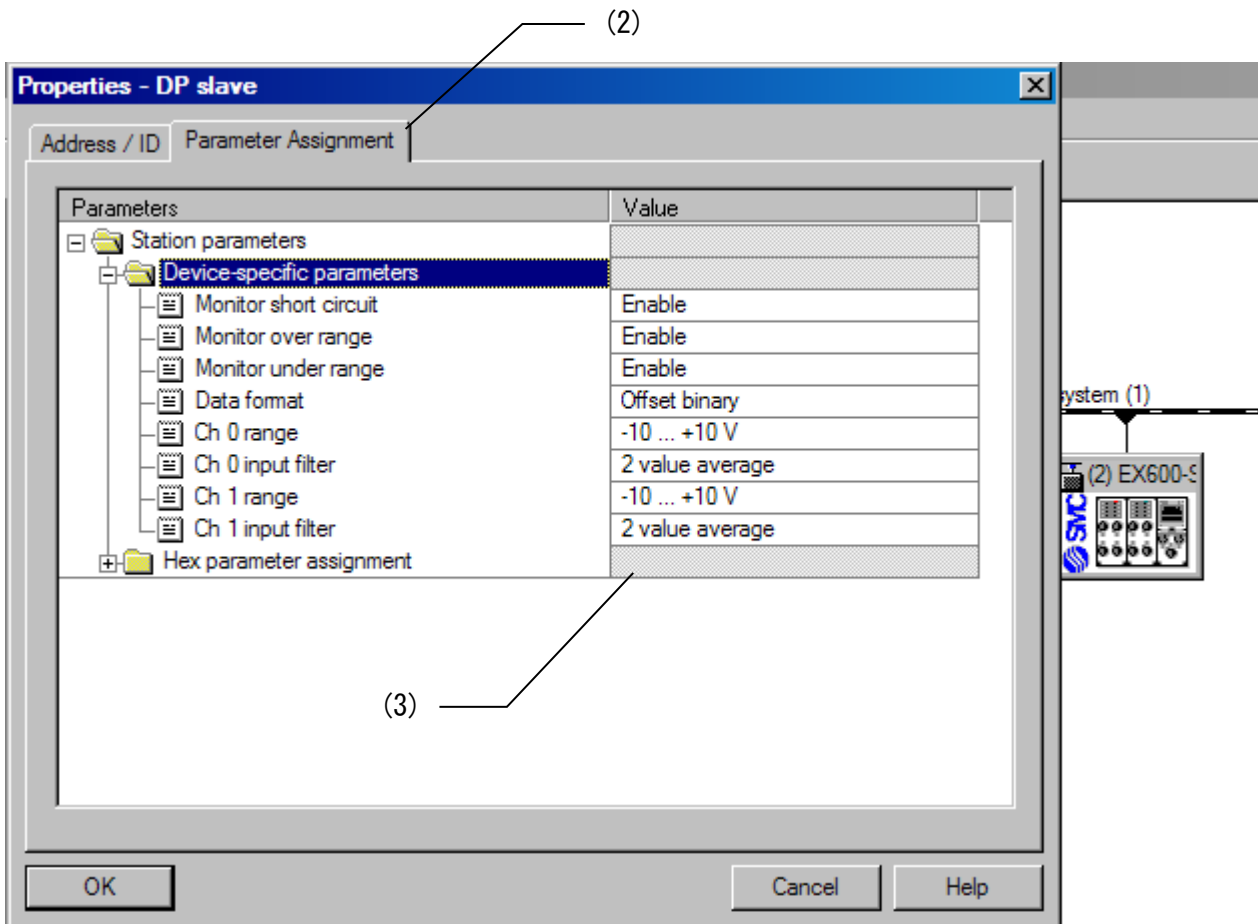 (2)
Properties - DP slave
Address / ID Parameter Assignment
Parameters Value
Station parameters
Device-specific parameters
Monitor short circuit Enable
Monitor over range Enable
Monitor under range Enable
Data format Offset binary
Ch 0 range -10 ... +10 V
Ch 0 input filter 2 value average
Ch 1 range -10 ... +10 V
Ch 1 input filter 2 value average
Hex parameter assignment
(3)
ystem (1)
(2) EX600-S
SMC
OK Cancel Help